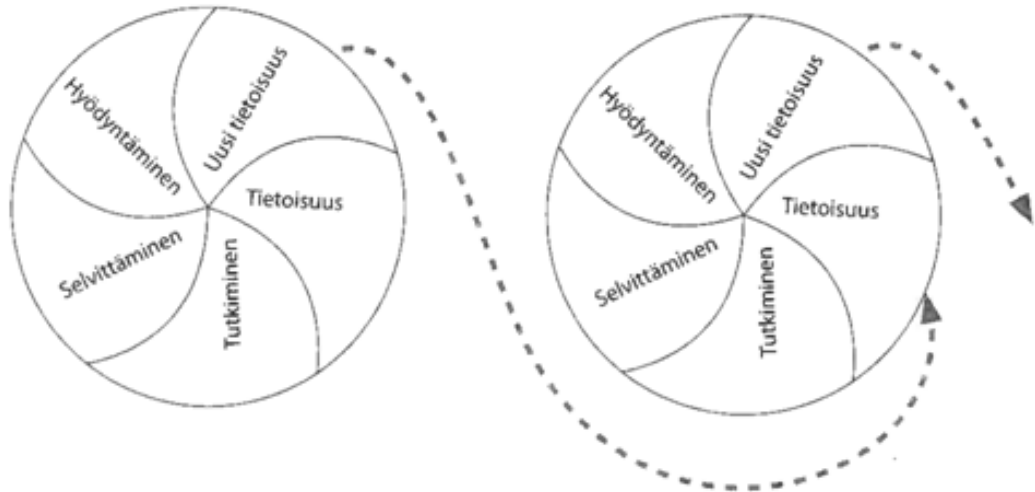 Hyödyntäminen
Uusi tietoisuus
Tietoisuus
Selvittäminen
Tutkiminen
Hyödyntäminen
Uusi tietoisuus
Tietoisuus
Selvittäminen
Tutkiminen